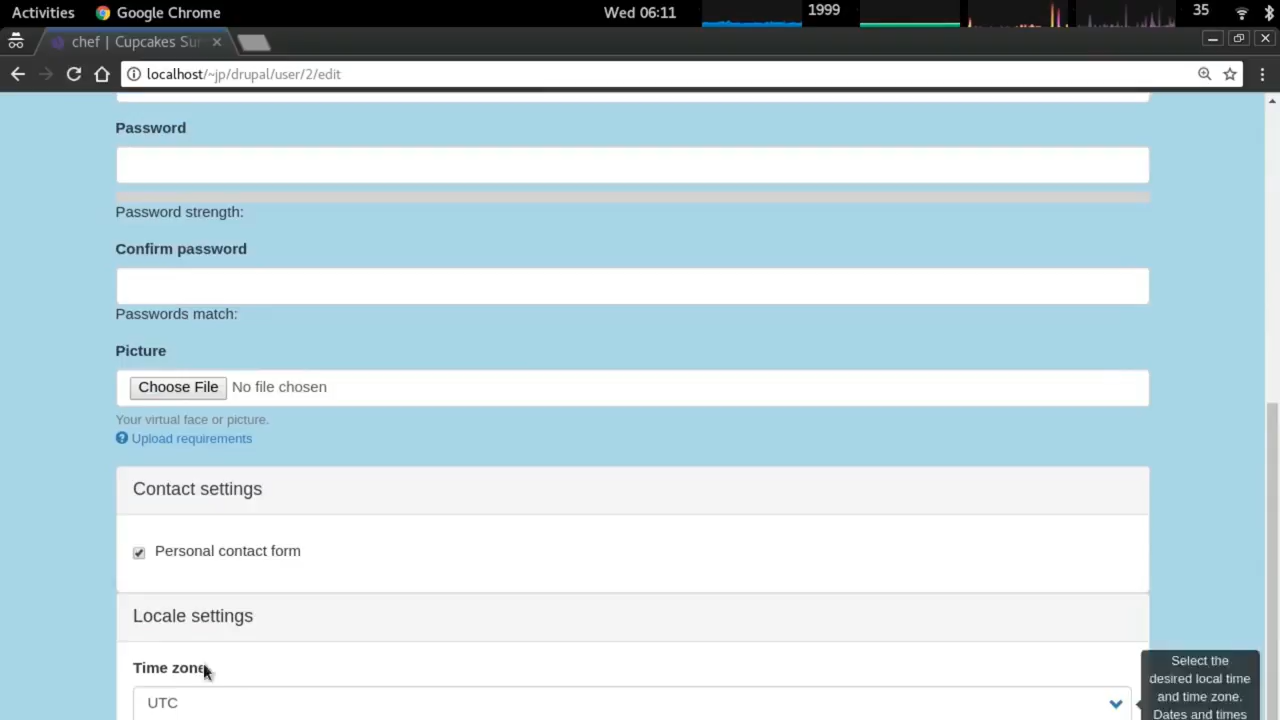 Activities Google Chrome Wed 06:11 1999 35
chef | Cupcakes Sur
localhost/~jp/drupal/user/2/edit
Password
Password strength:
Confirm password
Passwords match:
Picture
Choose File No file chosen
Your virtual face or picture.
Upload requirements
Contact settings
Personal contact form
Locale settings
Time zone
UTC
Select the
desired local time
and time zone.
Dates and times